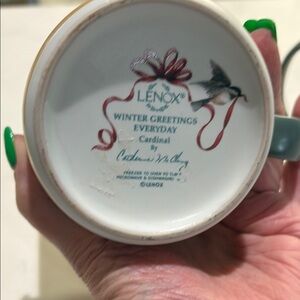 LENOX®
WINTER GREETINGS
EVERYDAY
Cardinal
By
Catherine McClung
FREEZER TO OVEN TO TABLE
MICROWAVE & DISHWASHER
© LENOX